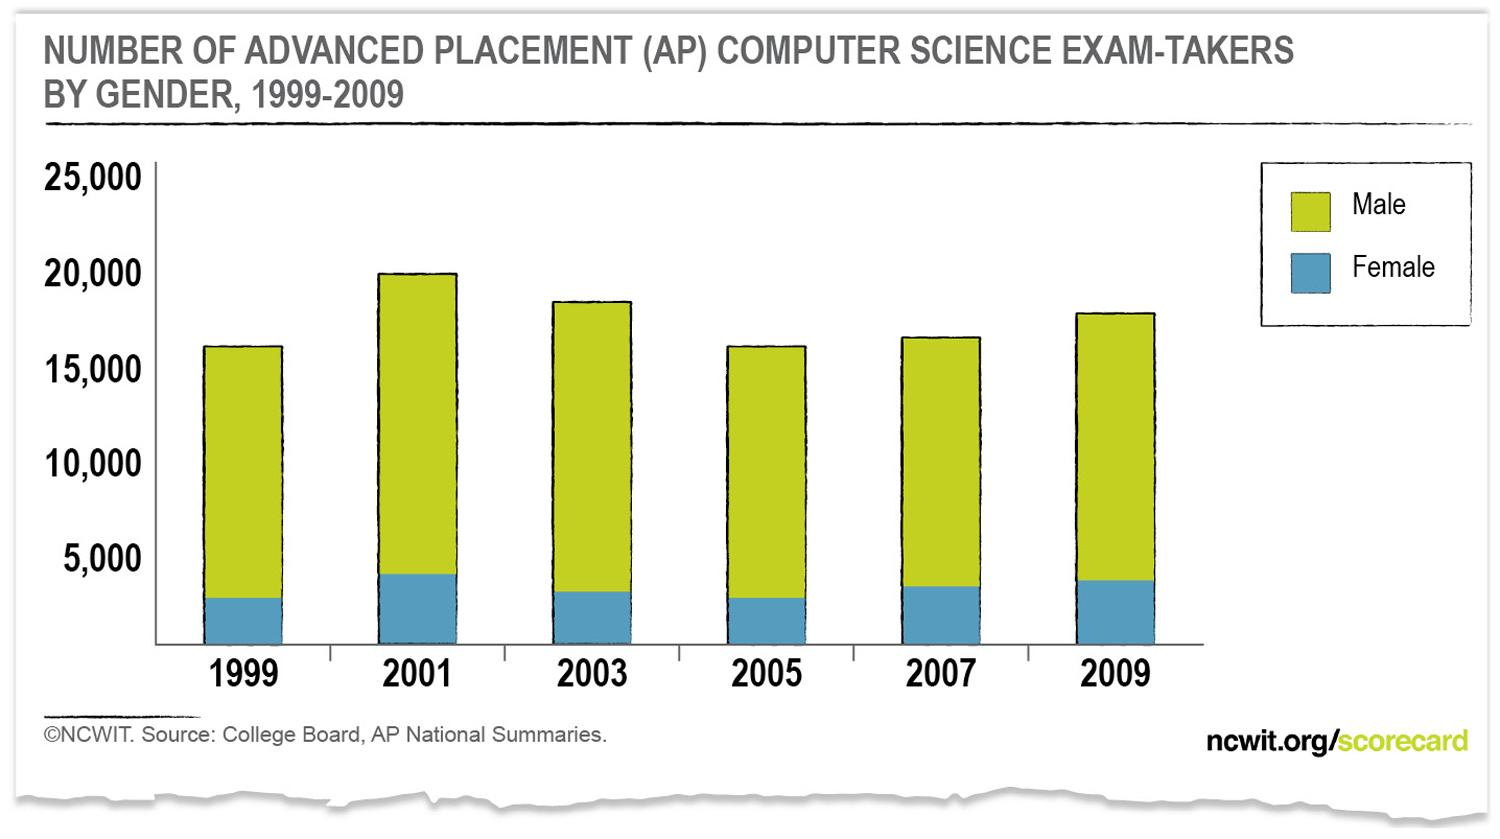 NUMBER OF ADVANCED PLACEMENT (AP) COMPUTER SCIENCE EXAM-TAKERS
BY GENDER, 1999-2009
25,000
20,000
15,000
10,000
5,000
Male
Female
1999 2001 2003 2005 2007 2009
©NCWIT. Source: College Board, AP National Summaries.
ncwit.org/scorecard